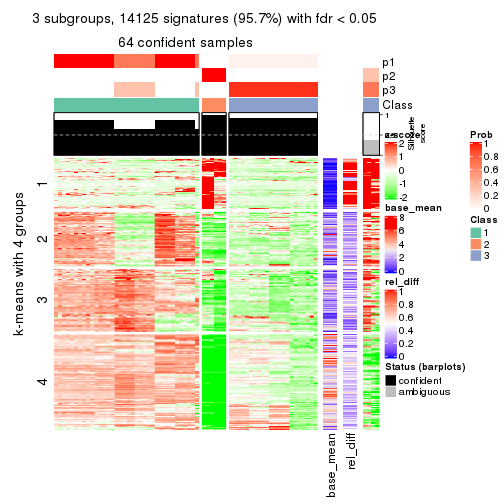 3 subgroups, 14125 signatures (95.7%) with fdr < 0.05
64 confident samples
p1
p2
p3
Class
1
Silhouette
score
z-score
2
1
0
-1
-2
base_mean
8
6
4
2
0
rel_diff
1
0.8
0.6
0.4
0.2
0
Prob
1
0.8
0.6
0.4
0.2
0
Class
1
2
3
Status (barplots)
confident
ambiguous
k-means with 4 groups
1
2
3
4
base_mean
rel_diff